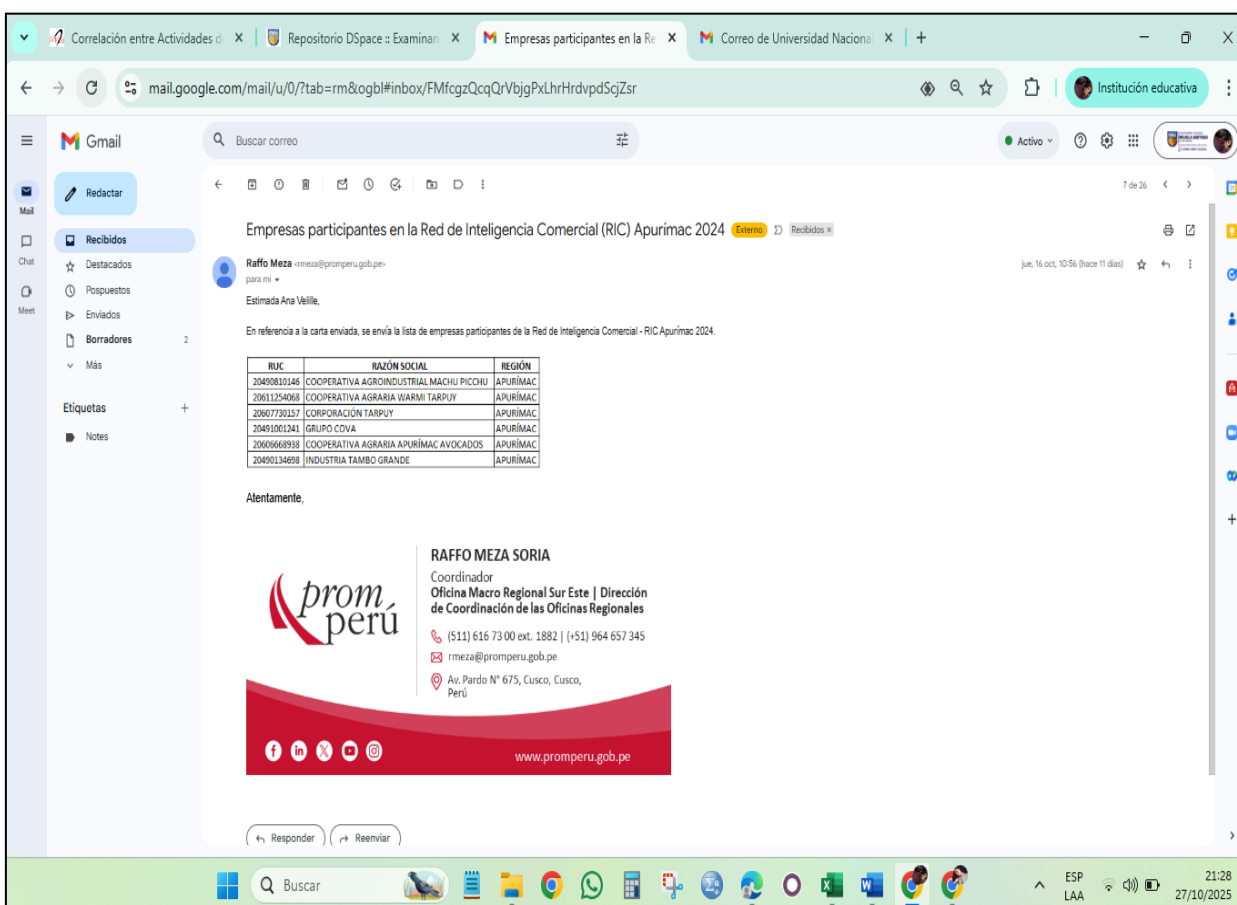 Correlación entre Actividades d
Repositorio DSpace :: Examinan
Empresas participantes en la Re
Correo de Universidad Nacional
mail.google.com/mail/u/0/?tab=rm&ogbl#inbox/FMfcgzQcqQrVbjgPxLhrHrdvpdScjZsr
Institución educativa
Gmail
Buscar correo
Activo
Mail
Chat
Meet
Redactar
Recibidos
Destacados
Pospuestos
Enviados
Borradores 2
Más
Etiquetas
Notes
7 de 26
Empresas participantes en la Red de Inteligencia Comercial (RIC) Apurímac 2024 Externo Recibidos x
Raffo Meza <rmeza@promperu.gob.pe> jue, 16 oct, 10:56 (hace 11 días)
para mí
Estimada Ana Velille,
En referencia a la carta enviada, se envía la lista de empresas participantes de la Red de Inteligencia Comercial - RIC Apurímac 2024.
RUC RAZÓN SOCIAL REGIÓN
20490810146 COOPERATIVA AGROINDUSTRIAL MACHU PICCHU APURÍMAC
20611254068 COOPERATIVA AGRARIA WARMI TARPUY APURÍMAC
20607730157 CORPORACIÓN TARPUY APURÍMAC
20491001241 GRUPO COVA APURÍMAC
20606668938 COOPERATIVA AGRARIA APURÍMAC AVOCADOS APURÍMAC
20490134698 INDUSTRIA TAMBO GRANDE APURÍMAC
Atentamente,
prom
perú
RAFFO MEZA SORIA
Coordinador
Oficina Macro Regional Sur Este | Dirección
de Coordinación de las Oficinas Regionales
(511) 616 73 00 ext. 1882 | (+51) 964 657 345
rmeza@promperu.gob.pe
Av. Pardo N° 675, Cusco, Cusco,
Perú
www.promperu.gob.pe
Responder
Reenviar
Buscar
ESP
LAA
21:28
27/10/2025